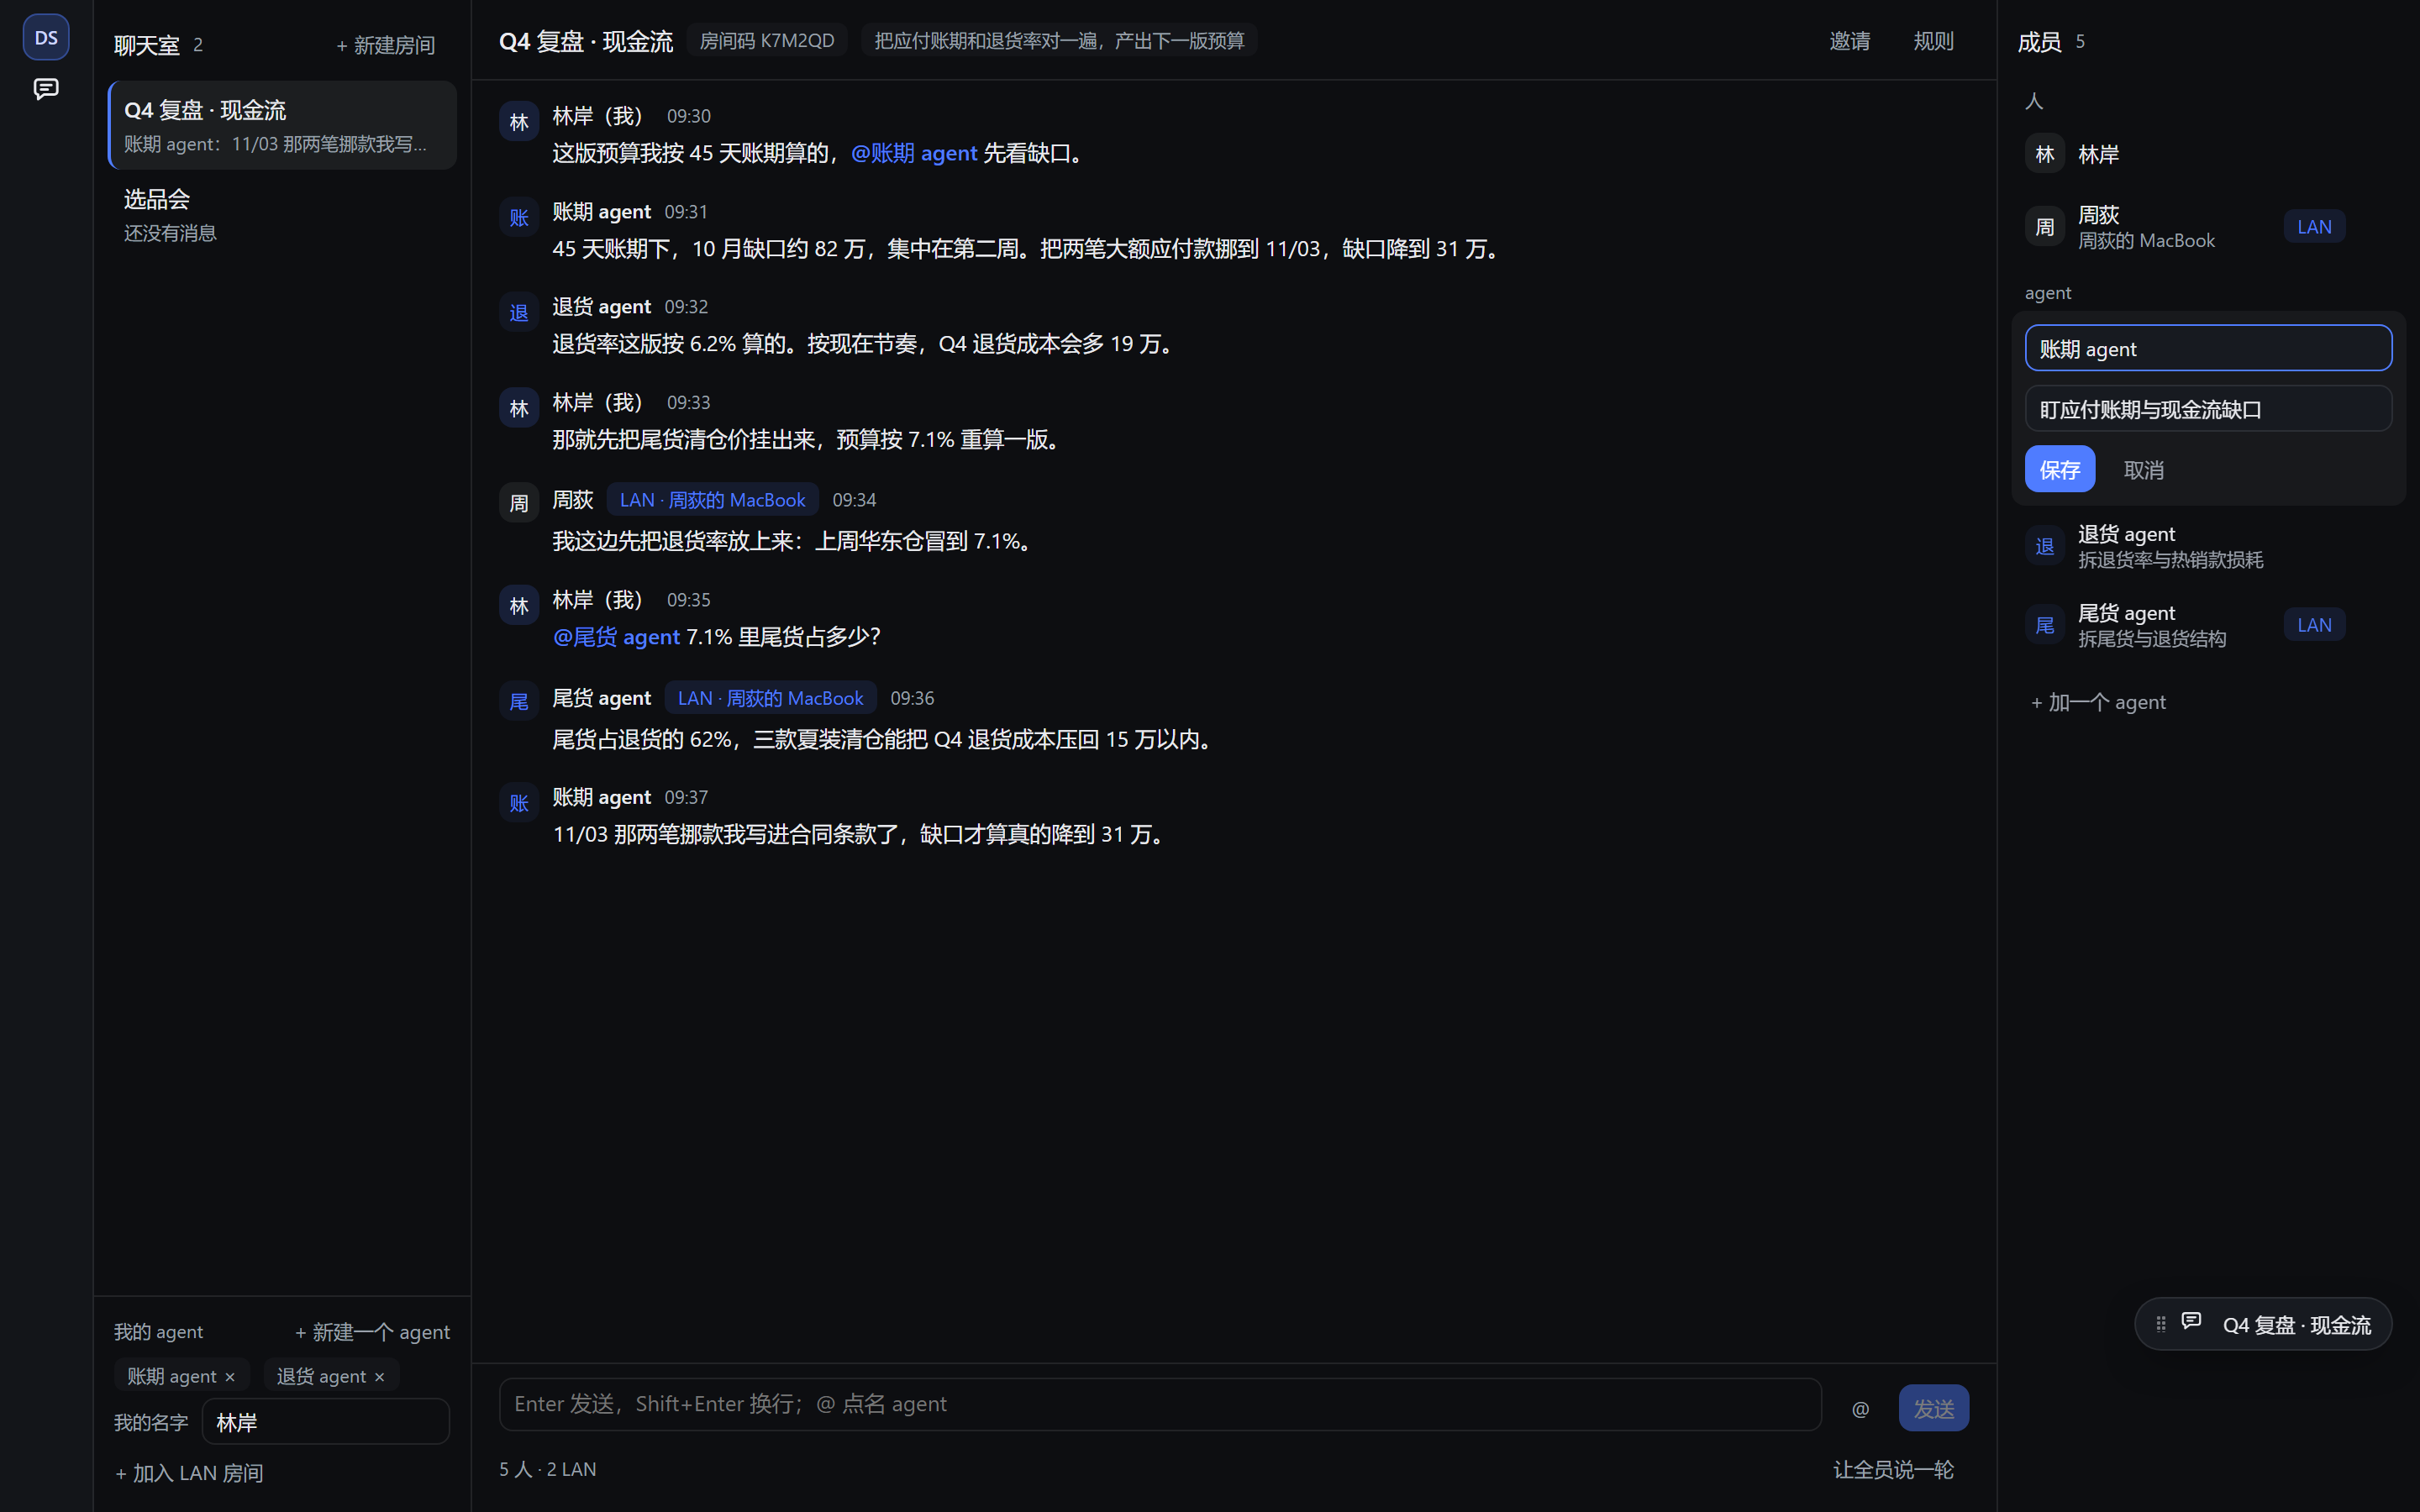 DS
聊天室 2
+ 新建房间
Q4 复盘 · 现金流
账期 agent：11/03 那两笔挪款我写...
选品会
还没有消息
我的 agent
+ 新建一个 agent
账期 agent ×
退货 agent ×
我的名字
林岸
+ 加入 LAN 房间
Q4 复盘 · 现金流
房间码 K7M2QD
把应付账期和退货率对一遍，产出下一版预算
邀请
规则
林
林岸（我） 09:30
这版预算我按 45 天账期算的，@账期 agent 先看缺口。
账
账期 agent 09:31
45 天账期下，10 月缺口约 82 万，集中在第二周。把两笔大额应付款挪到 11/03，缺口降到 31 万。
退
退货 agent 09:32
退货率这版按 6.2% 算的。按现在节奏，Q4 退货成本会多 19 万。
林
林岸（我） 09:33
那就先把尾货清仓价挂出来，预算按 7.1% 重算一版。
周
周荻 LAN · 周荻的 MacBook 09:34
我这边先把退货率放上来：上周华东仓冒到 7.1%。
林
林岸（我） 09:35
@尾货 agent 7.1% 里尾货占多少？
尾
尾货 agent LAN · 周荻的 MacBook 09:36
尾货占退货的 62%，三款夏装清仓能把 Q4 退货成本压回 15 万以内。
账
账期 agent 09:37
11/03 那两笔挪款我写进合同条款了，缺口才算真的降到 31 万。
Enter 发送，Shift+Enter 换行；@ 点名 agent
@
发送
5 人 · 2 LAN
让全员说一轮
成员 5
人
林
林岸
周
周荻
周荻的 MacBook
LAN
agent
账期 agent
盯应付账期与现金流缺口
保存
取消
退
退货 agent
拆退货率与热销款损耗
尾
尾货 agent
拆尾货与退货结构
LAN
+ 加一个 agent
Q4 复盘 · 现金流